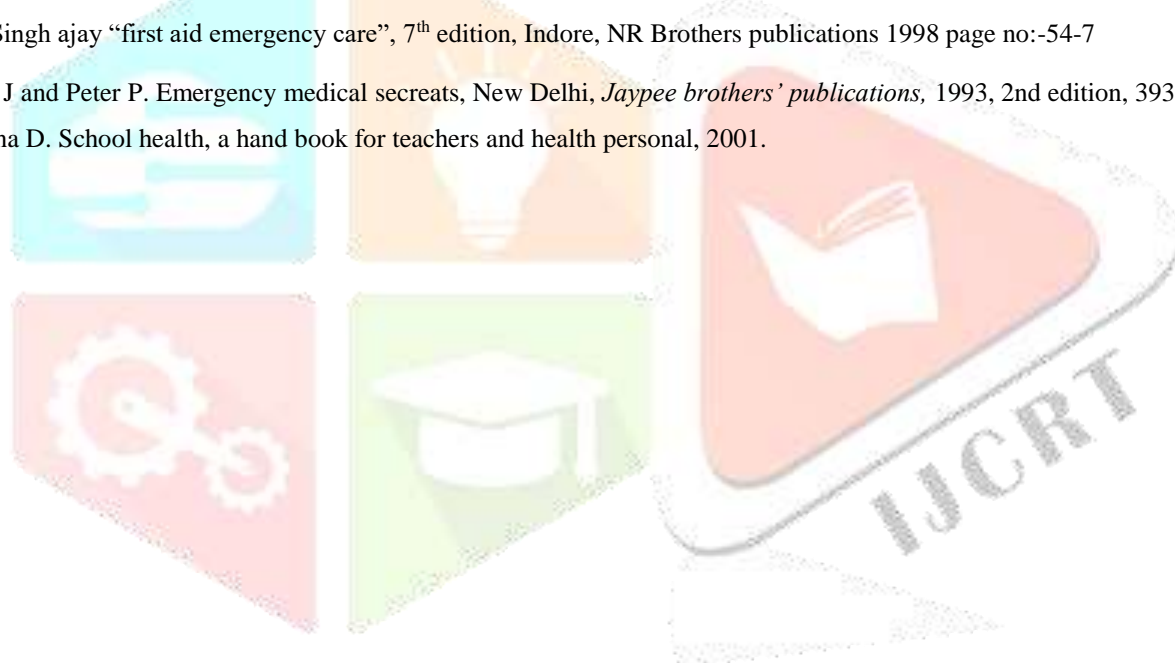 Singh ajay “first aid emergency care”, 7th edition, Indore, NR Brothers publications 1998 page no:-54-7
J and Peter P. Emergency medical secreats, New Delhi, Jaypee brothers’ publications, 1993, 2nd edition, 393
D. School health, a hand book for teachers and health personal, 2001.
IJCRT